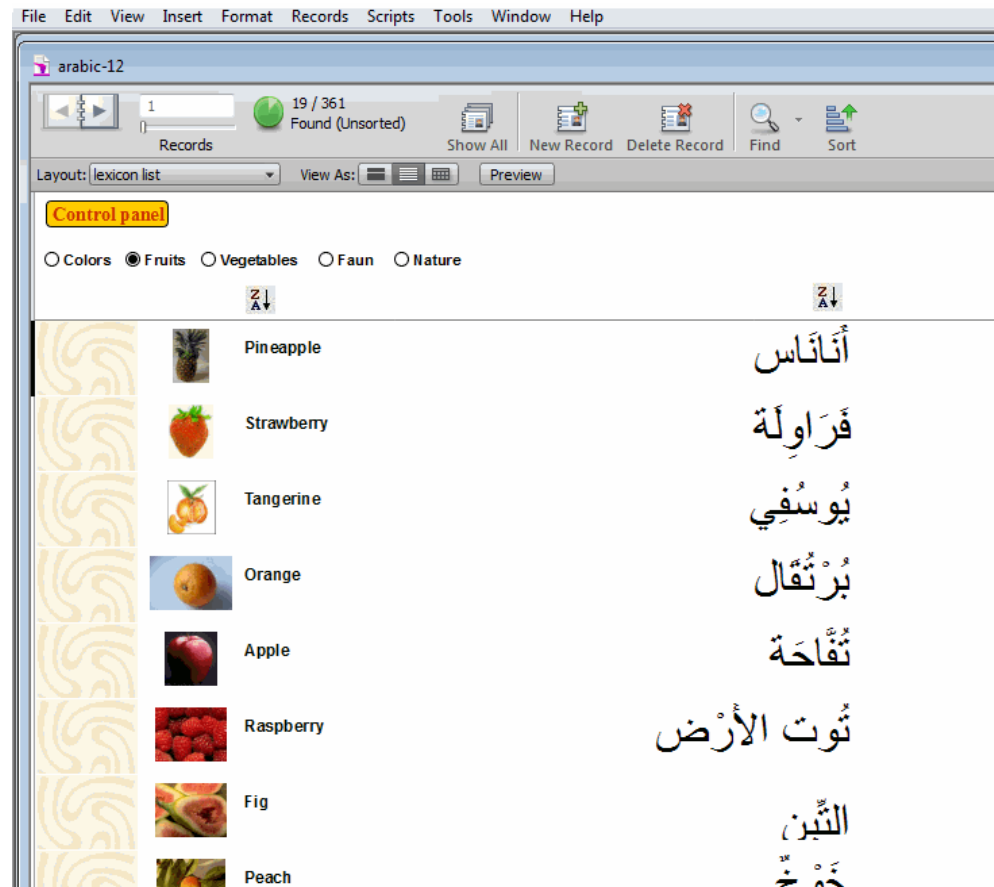 File Edit View Insert Format Records Scripts Tools Window Help
arabic-12
1
19 / 361
Found (Unsorted)
Records
Show All New Record Delete Record Find Sort
Layout: lexicon list View As: Preview
Control panel
Colors Fruits Vegetables Faun Nature
Z A Z A
Pineapple أَنَانَاس
Strawberry فَرَاوِلَة
Tangerine يُوسُفِي
Orange بُرْتُقَال
Apple تُفَّاحَة
Raspberry تُوت الأَرْض
Fig التِّين
Peach خَوْخٌ